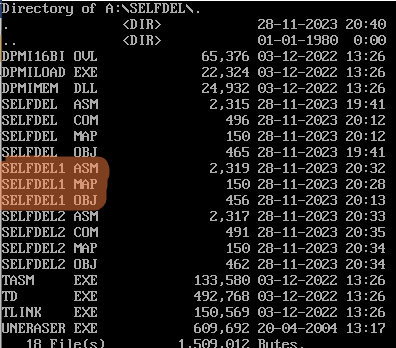 Directory of A:\SELFDEL\.
. <DIR> 28-11-2023 20:40
.. <DIR> 01-01-1980 0:00
DPMI16BI OVL 65,376 03-12-2022 13:26
DPMILOAD EXE 22,324 03-12-2022 13:26
DPMIMEM DLL 24,932 03-12-2022 13:26
SELFDEL ASM 2,315 28-11-2023 19:41
SELFDEL COM 496 28-11-2023 20:12
SELFDEL MAP 150 28-11-2023 20:12
SELFDEL OBJ 465 28-11-2023 19:41
SELFDEL1 ASM 2,319 28-11-2023 20:32
SELFDEL1 MAP 150 28-11-2023 20:28
SELFDEL1 OBJ 456 28-11-2023 20:13
SELFDEL2 ASM 2,317 28-11-2023 20:33
SELFDEL2 COM 491 28-11-2023 20:35
SELFDEL2 MAP 150 28-11-2023 20:34
SELFDEL2 OBJ 462 28-11-2023 20:34
TASM EXE 133,580 03-12-2022 13:26
TD EXE 492,768 03-12-2022 13:26
TLINK EXE 150,569 03-12-2022 13:26
UNERASER EXE 609,692 20-04-2004 13:17
18 File(s) 1,509,012 Bytes.